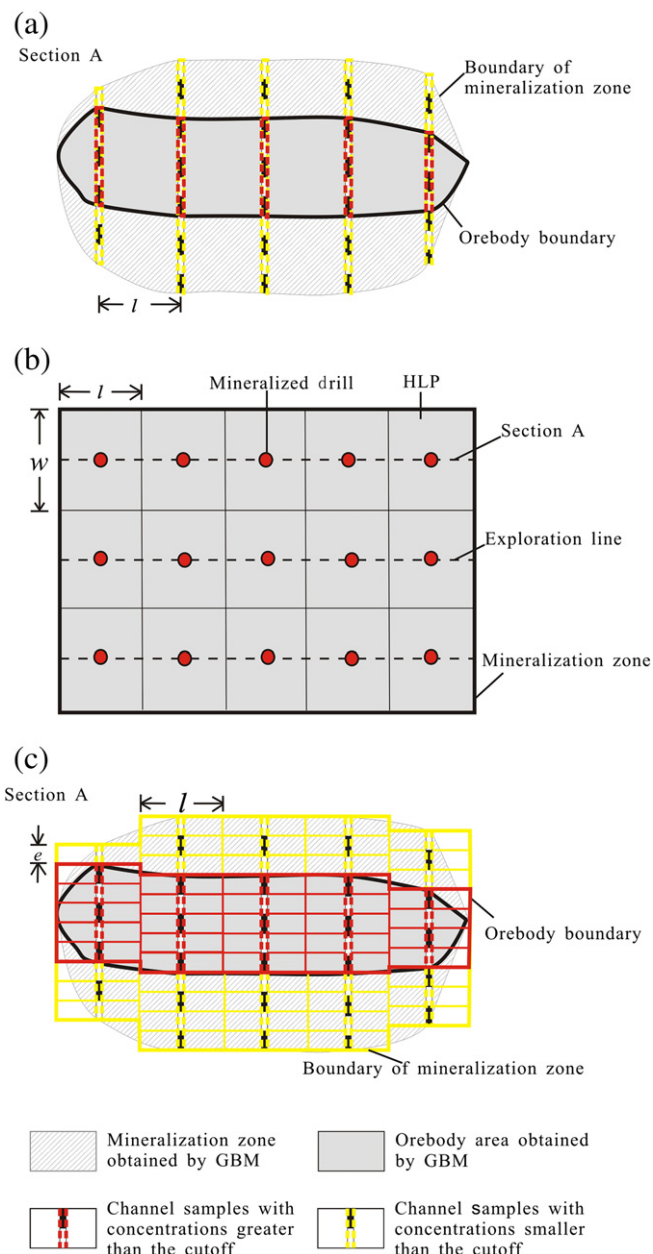 (a)
Section A
Boundary of
mineralization zone
Orebody boundary
l
(b)
l
Mineralized drill
HLP
w
Section A
Exploration line
Mineralization zone
(c)
Section A
l
e
Orebody boundary
Boundary of mineralization zone
Mineralization zone
obtained by GBM
Orebody area obtained
by GBM
Channel samples with
concentrations greater
than the cutoff
Channel samples with
concentrations smaller
than the cutoff